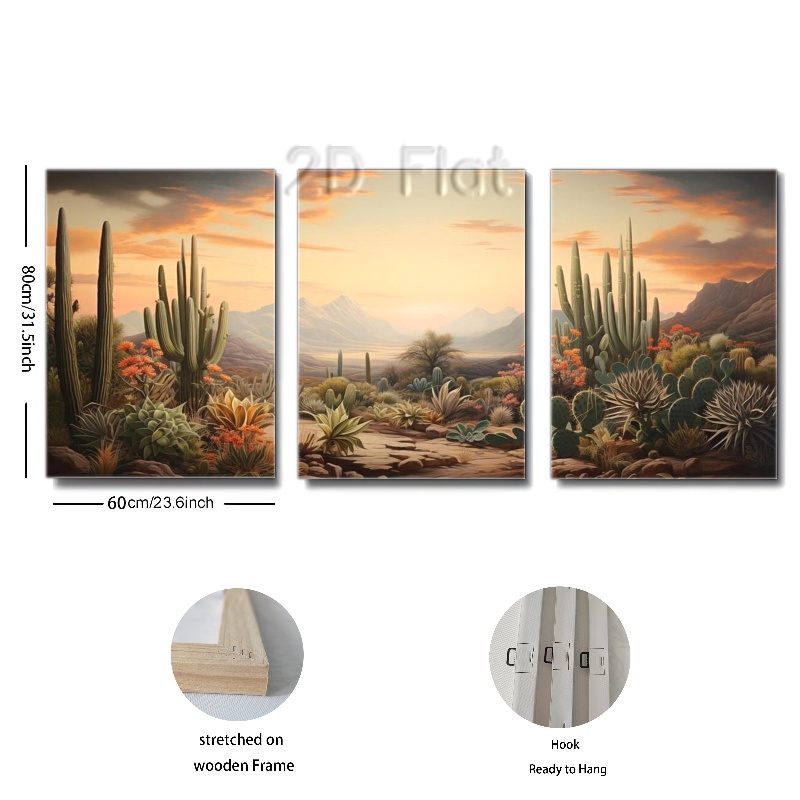 2D Flat
80cm/31.5inch
60cm/23.6inch
stretched on
wooden Frame
Hook
Ready to Hang